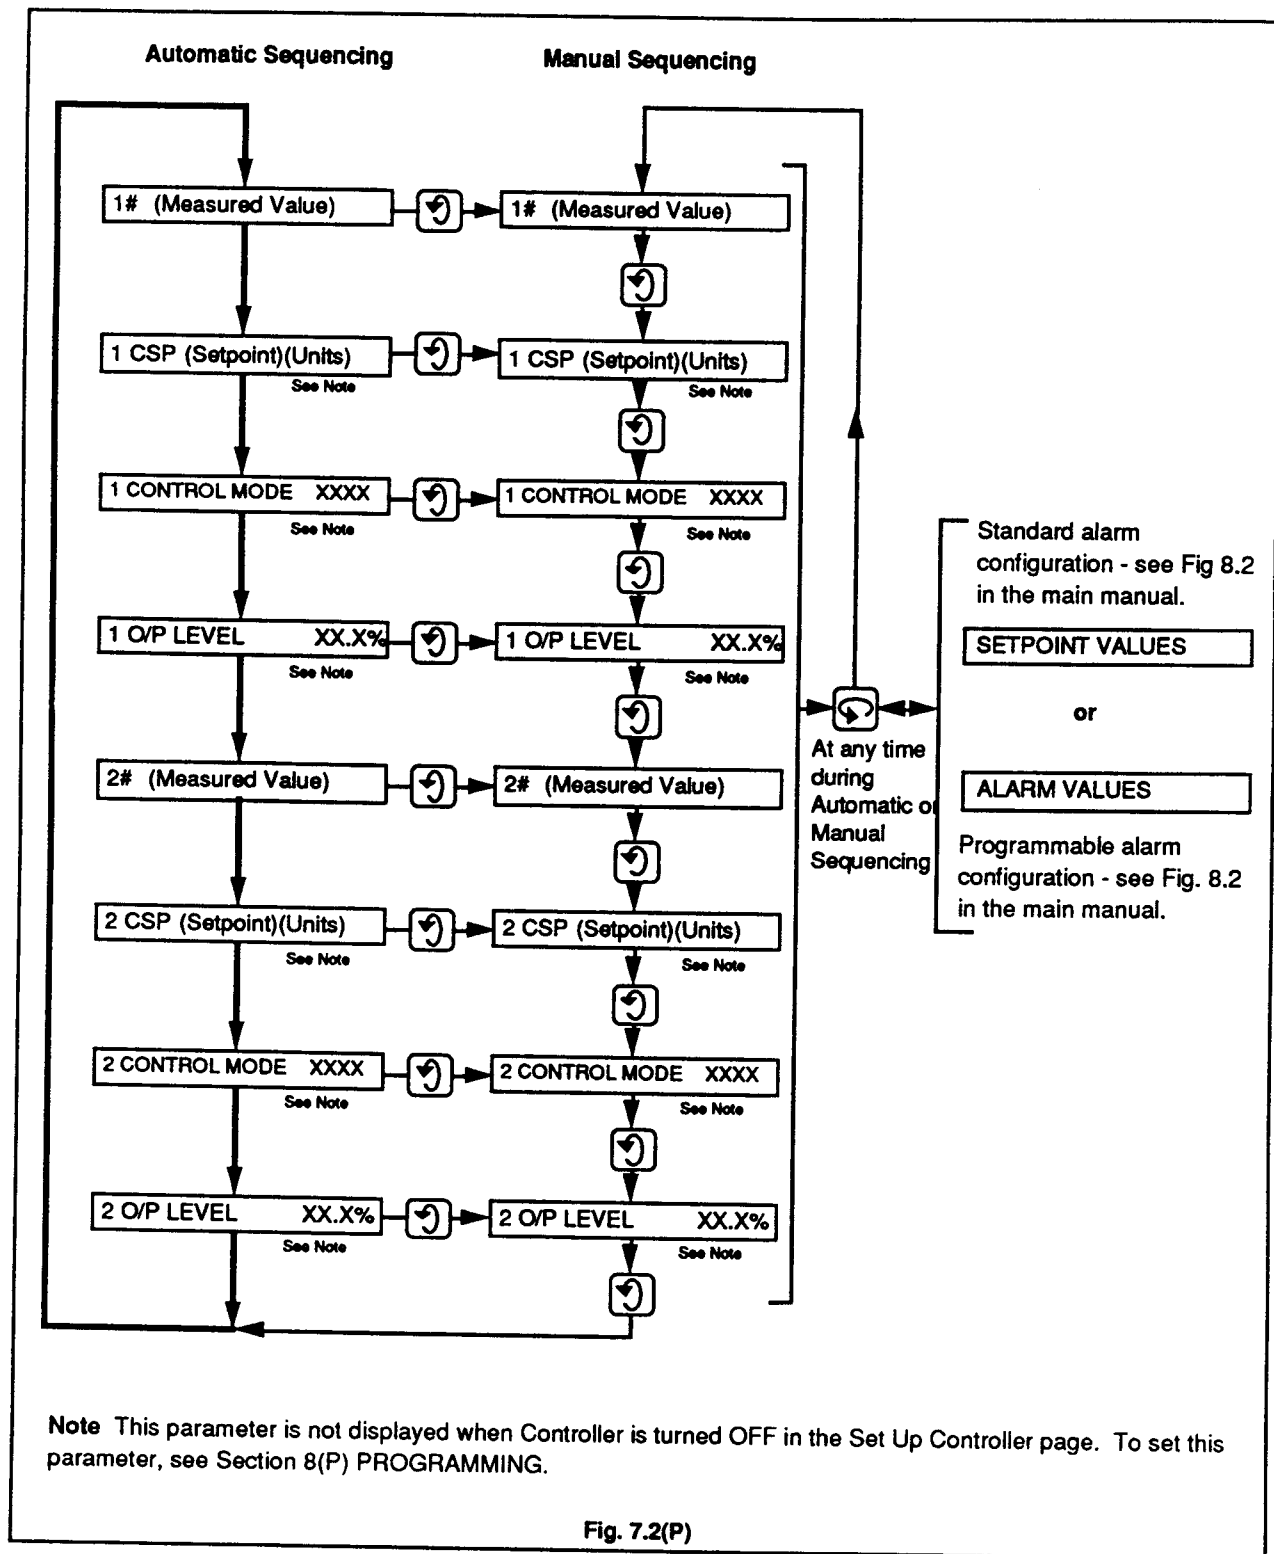 Automatic Sequencing
Manual Sequencing
1# (Measured Value)
1# (Measured Value)
1 CSP (Setpoint)(Units)
See Note
1 CSP (Setpoint)(Units)
See Note
1 CONTROL MODE XXXX
See Note
1 CONTROL MODE XXXX
See Note
1 O/P LEVEL XX.X%
See Note
1 O/P LEVEL XX.X%
See Note
2# (Measured Value)
2# (Measured Value)
2 CSP (Setpoint)(Units)
See Note
2 CSP (Setpoint)(Units)
See Note
2 CONTROL MODE XXXX
See Note
2 CONTROL MODE XXXX
See Note
2 O/P LEVEL XX.X%
See Note
2 O/P LEVEL XX.X%
See Note
At any time
during
Automatic or
Manual
Sequencing
Standard alarm
configuration - see Fig 8.2
in the main manual.
SETPOINT VALUES
or
ALARM VALUES
Programmable alarm
configuration - see Fig. 8.2
in the main manual.
Note This parameter is not displayed when Controller is turned OFF in the Set Up Controller page. To set this
parameter, see Section 8(P) PROGRAMMING.
Fig. 7.2(P)